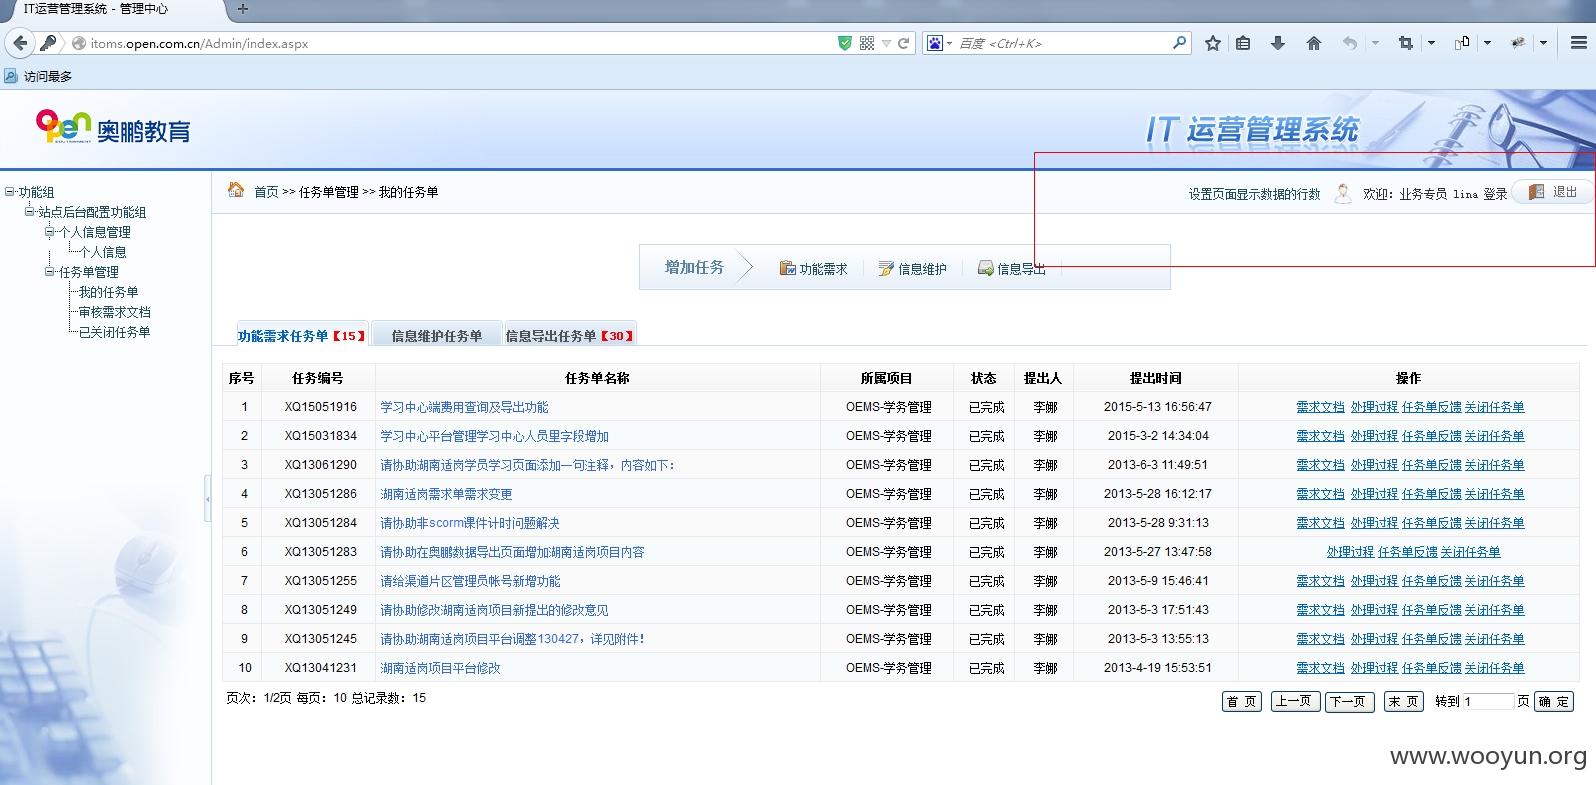 IT运营管理系统 - 管理中心
itoms.open.com.cn/Admin/index.aspx
百度 <Ctrl+K>
访问最多
open 奥鹏教育
IT 运营管理系统
首页 >> 任务单管理 >> 我的任务单
设置页面显示数据的行数 欢迎: 业务专员 lina 登录 退出
功能组
站点后台配置功能组
个人信息管理
个人信息
任务单管理
我的任务单
审核需求文档
已关闭任务单
增加任务 功能需求 信息维护 信息导出
功能需求任务单【15】 信息维护任务单 信息导出任务单【30】
序号 任务编号 任务单名称 所属项目 状态 提出人 提出时间 操作
1 XQ15051916 学习中心端费用查询及导出功能 OEMS-学务管理 已完成 李娜 2015-5-13 16:56:47 需求文档 处理过程 任务单反馈 关闭任务单
2 XQ15031834 学习中心平台管理学习中心人员里字段增加 OEMS-学务管理 已完成 李娜 2015-3-2 14:34:04 需求文档 处理过程 任务单反馈 关闭任务单
3 XQ13061290 请协助湖南适岗学员学习页面添加一句注释，内容如下： OEMS-学务管理 已完成 李娜 2013-6-3 11:49:51 需求文档 处理过程 任务单反馈 关闭任务单
4 XQ13051286 湖南适岗需求单需求变更 OEMS-学务管理 已完成 李娜 2013-5-28 16:12:17 需求文档 处理过程 任务单反馈 关闭任务单
5 XQ13051284 请协助非scorm课件计时问题解决 OEMS-学务管理 已完成 李娜 2013-5-28 9:31:13 需求文档 处理过程 任务单反馈 关闭任务单
6 XQ13051283 请协助在奥鹏数据导出页面增加湖南适岗项目内容 OEMS-学务管理 已完成 李娜 2013-5-27 13:47:58 处理过程 任务单反馈 关闭任务单
7 XQ13051255 请给渠道片区管理员帐号新增功能 OEMS-学务管理 已完成 李娜 2013-5-9 15:46:41 需求文档 处理过程 任务单反馈 关闭任务单
8 XQ13051249 请协助修改湖南适岗项目新提出的修改意见 OEMS-学务管理 已完成 李娜 2013-5-3 17:51:43 需求文档 处理过程 任务单反馈 关闭任务单
9 XQ13051245 请协助湖南适岗项目平台调整130427，详见附件！ OEMS-学务管理 已完成 李娜 2013-5-3 13:55:13 需求文档 处理过程 任务单反馈 关闭任务单
10 XQ13041231 湖南适岗项目平台修改 OEMS-学务管理 已完成 李娜 2013-4-19 15:53:51 需求文档 处理过程 任务单反馈 关闭任务单
页次：1/2页 每页：10 总记录数：15 首 页 上一页 下一页 末 页 转到 1 页 确 定
www.wooyun.org